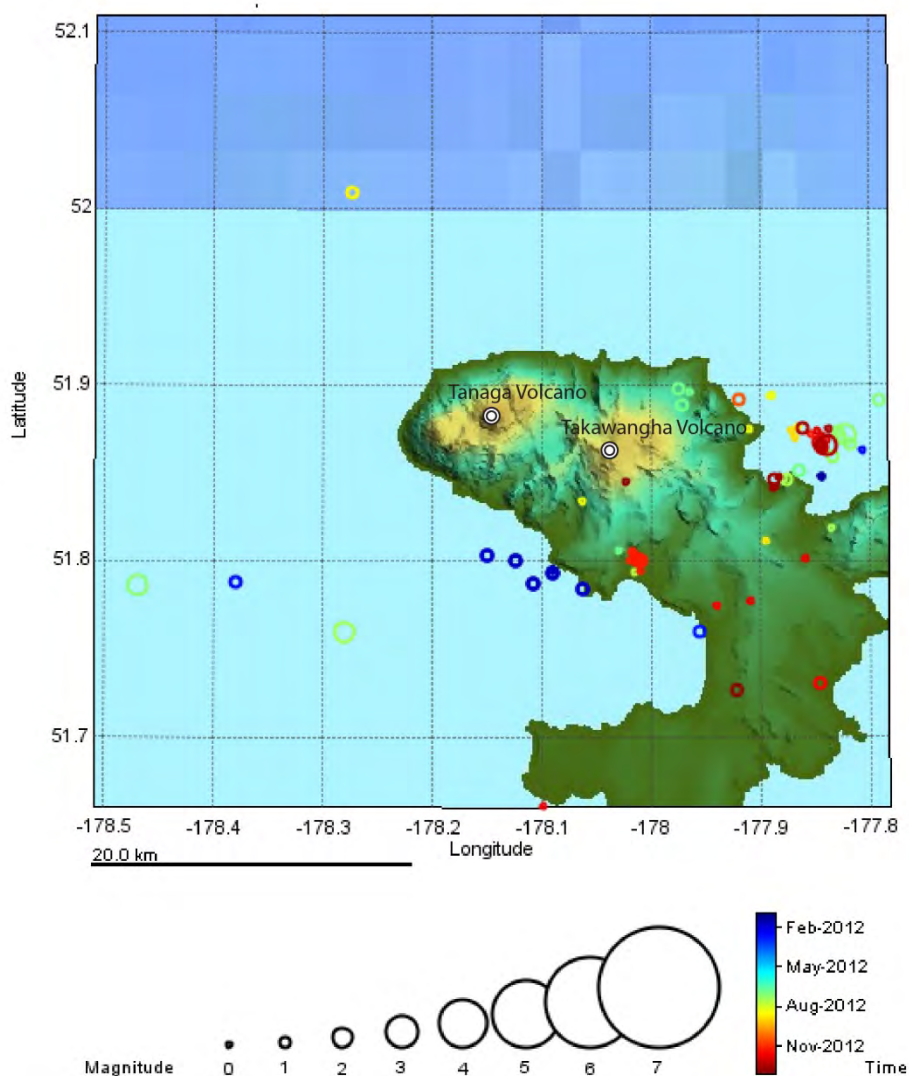 52.1
52
51.9
51.8
51.7
Latitude
Tanaga Volcano
Takawangha Volcano
-178.5 -178.4 -178.3 -178.2 -178.1 -178 -177.9 -177.8
Longitude
20.0 km
Feb-2012
May-2012
Aug-2012
Nov-2012
Magnitude 0 1 2 3 4 5 6 7 Time